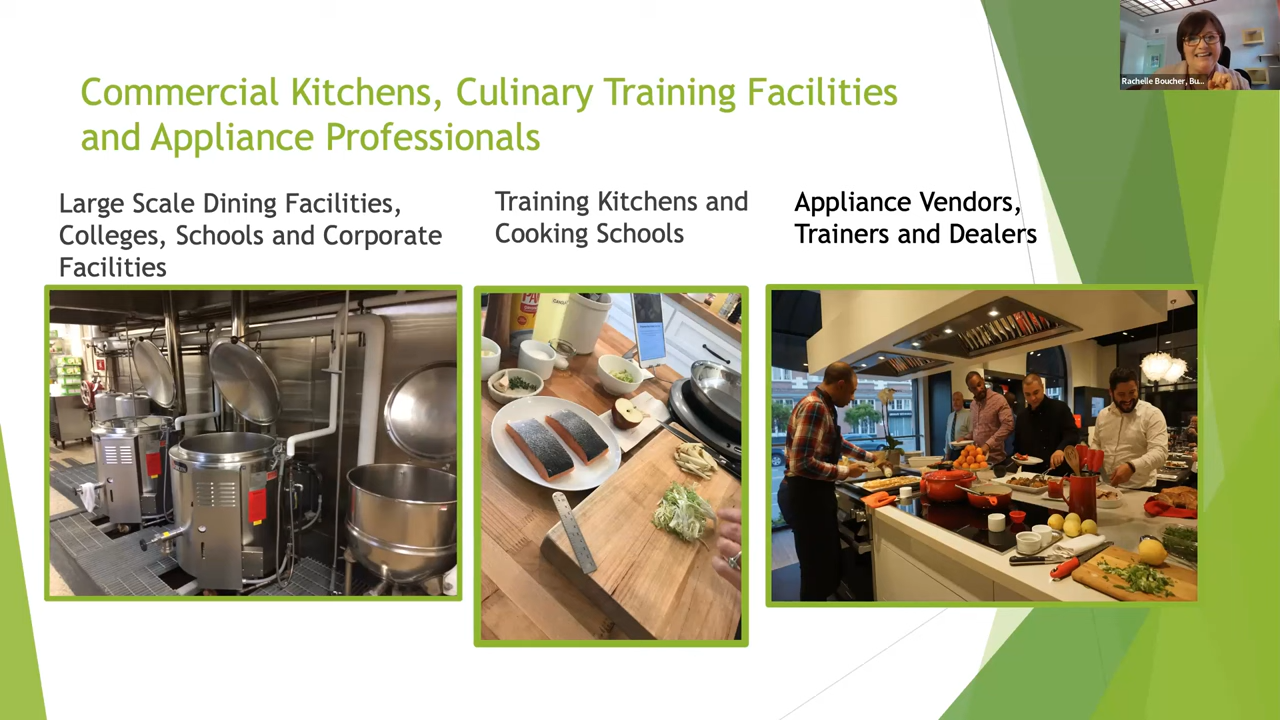 Commercial Kitchens, Culinary Training Facilities
and Appliance Professionals
Large Scale Dining Facilities,
Colleges, Schools and Corporate
Facilities
Training Kitchens and
Cooking Schools
Appliance Vendors,
Trainers and Dealers
Rachelle Boucher, Bu...